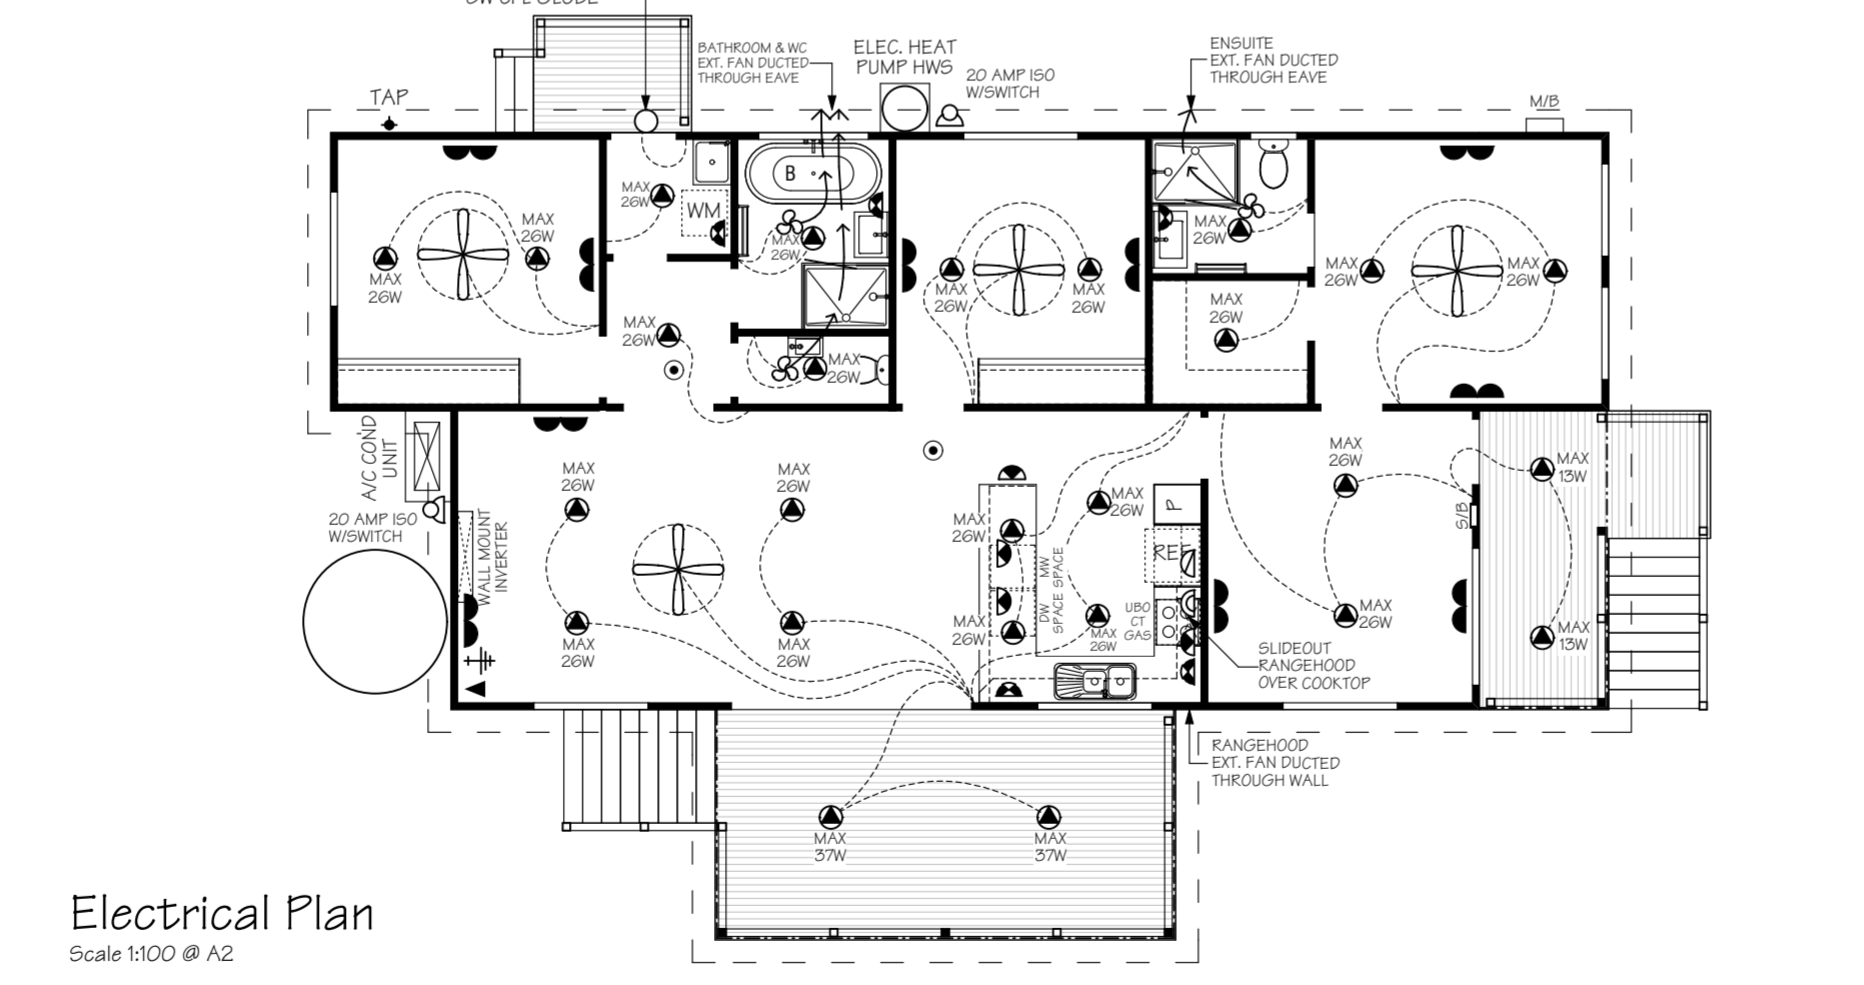 BATHROOM & WC
EXT. FAN DUCTED
THROUGH EAVE
ELEC. HEAT
PUMP HWS
20 AMP ISO
W/SWITCH
ENSUITE
EXT. FAN DUCTED
THROUGH EAVE
M/B
TAP
MAX
26W
MAX
26W
MAX
26W
WM
B
MAX
26W
MAX
26W
MAX
26W
MAX
26W
MAX
26W
MAX
26W
MAX
26W
MAX
26W
MAX
26W
MAX
26W
A/C COND
UNIT
20 AMP ISO
W/SWITCH
WALL MOUNT
INVERTER
MAX
26W
MAX
26W
MAX
26W
MAX
26W
MAX
26W
MAX
26W
MAX
26W
MAX
26W
DW MW
SPACE SPACE
P
REF
UBO
CT
GAS
MAX
26W
MAX
26W
S/B
MAX
13W
MAX
13W
SLIDEOUT
RANGEHOOD
OVER COOKTOP
RANGEHOOD
EXT. FAN DUCTED
THROUGH WALL
MAX
37W
MAX
37W
Electrical Plan
Scale 1:100 @ A2